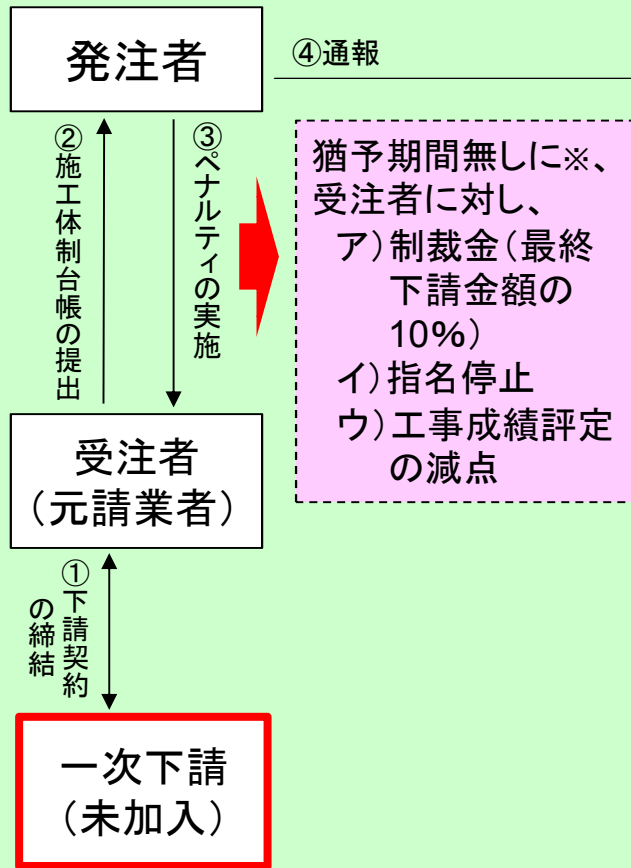 発注者
④通報
②施工体制台帳の提出
③ペナルティの実施
猶予期間無しに※、
受注者に対し、
ア）制裁金（最終
下請金額の
10%）
イ）指名停止
ウ）工事成績評定
の減点
受注者
（元請業者）
①下請契約
の締結
一次下請
（未加入）